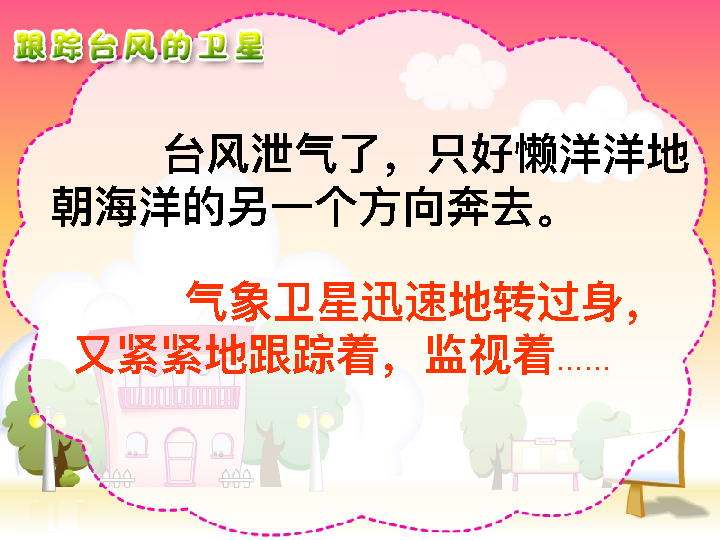 跟踪台风的卫星
台风泄气了，只好懒洋洋地
朝海洋的另一个方向奔去。
气象卫星迅速地转过身，
又紧紧地跟踪着，监视着……